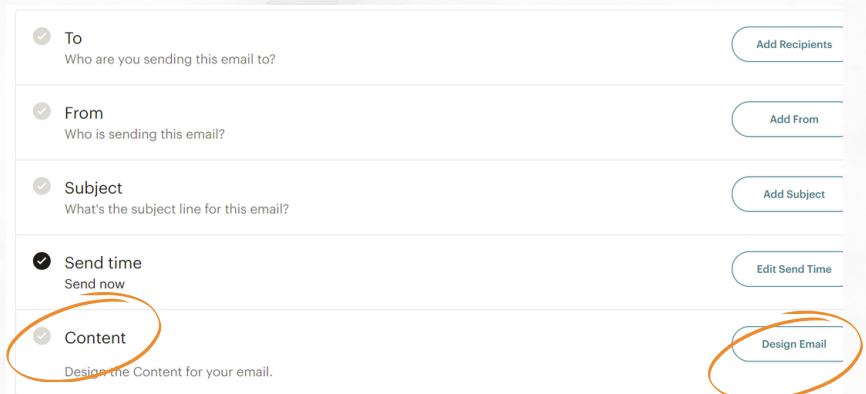 To
Who are you sending this email to?
Add Recipients
From
Who is sending this email?
Add From
Subject
What's the subject line for this email?
Add Subject
Send time
Send now
Edit Send Time
Content
Design the Content for your email.
Design Email